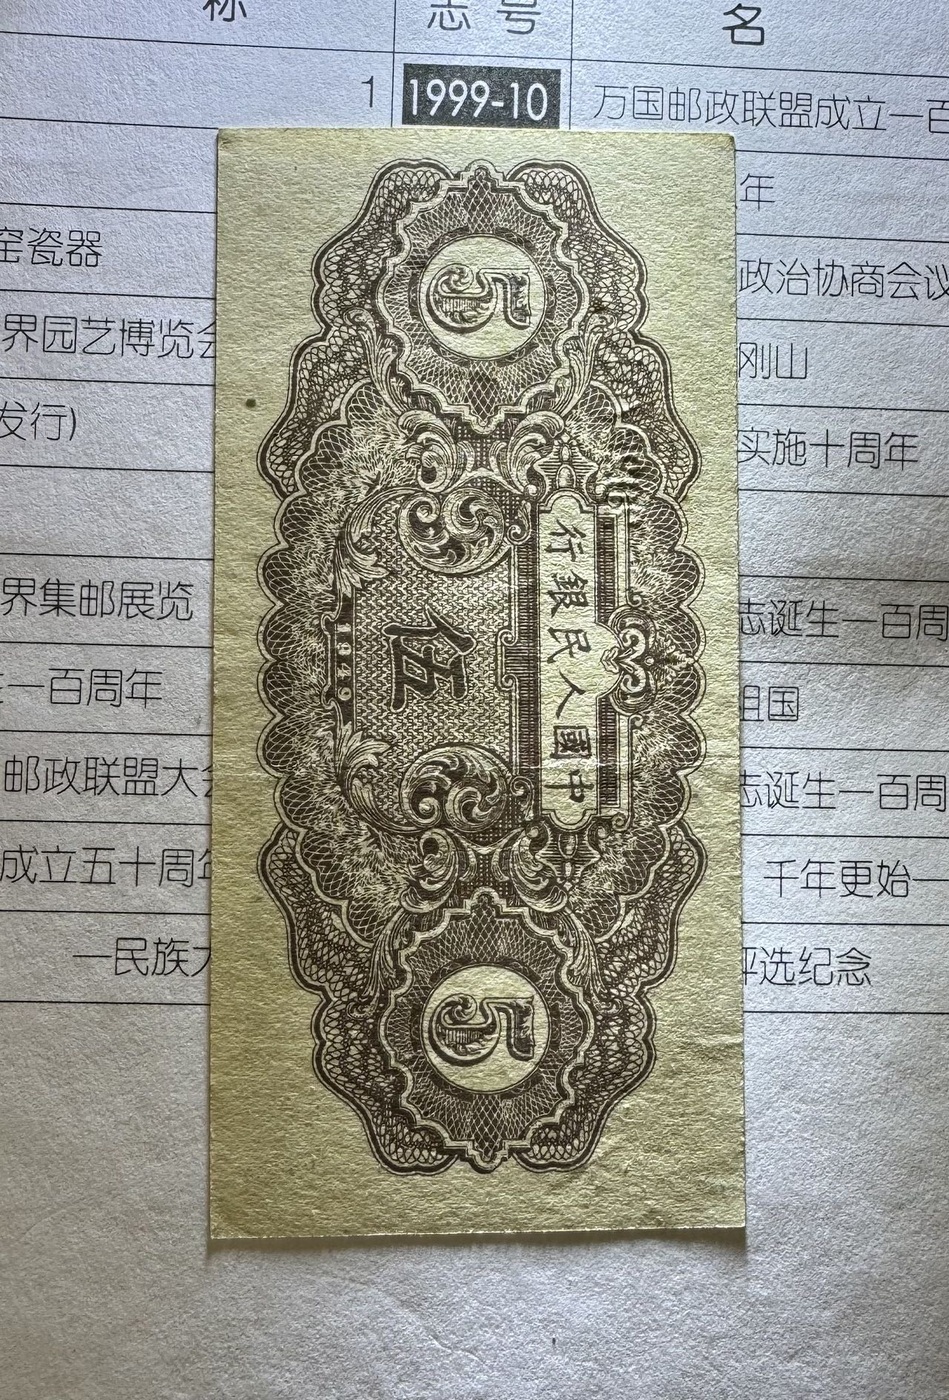 称 志号 名
1 1999-10 万国邮政联盟成立一百
年
窑瓷器 政治协商会议
界园艺博览会 刚山
发行) 实施十周年
界集邮展览 志诞生一百周
一百周年 祖国
邮政联盟大会 志诞生一百周
成立五十周年 千年更始一
—民族大 评选纪念
5
中國人民銀行
伍
5